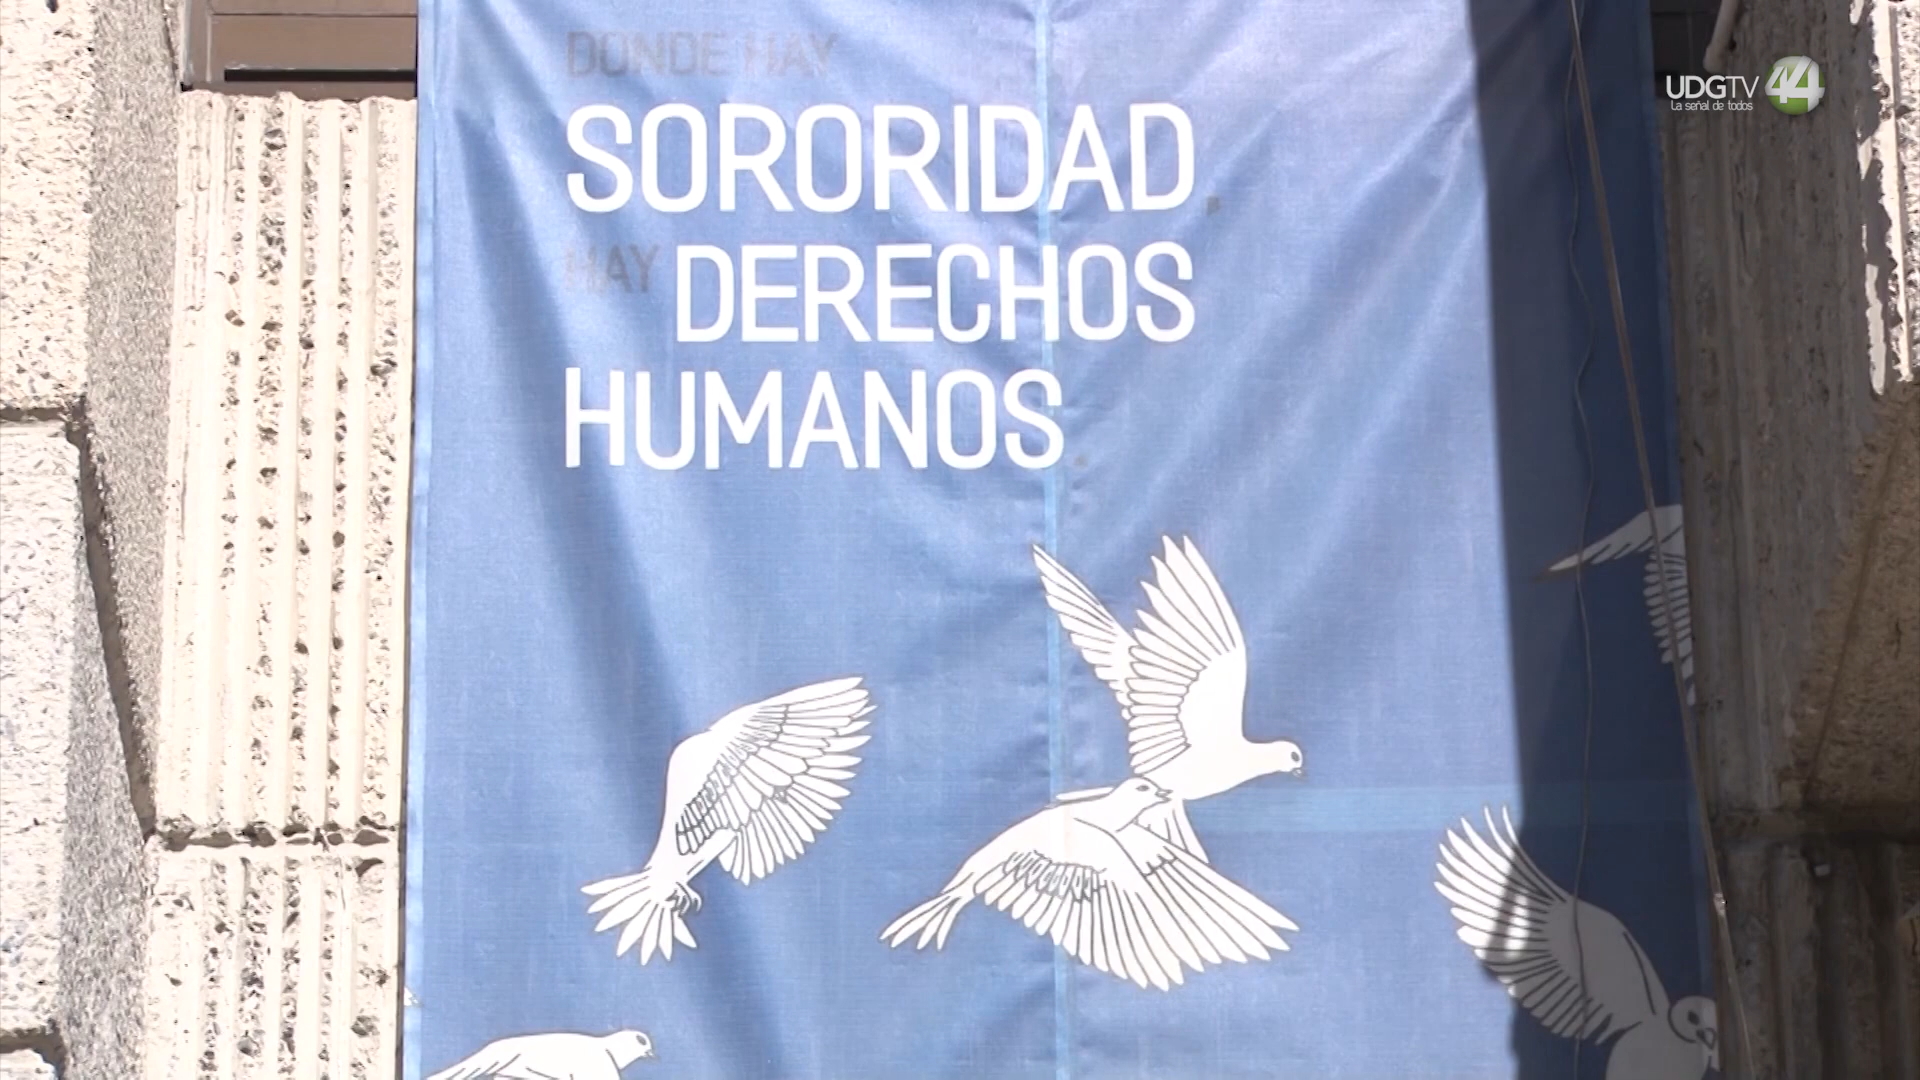 DONDE HAY
SORORIDAD,
HAY DERECHOS
HUMANOS.
UDGTV 44
La señal de todos